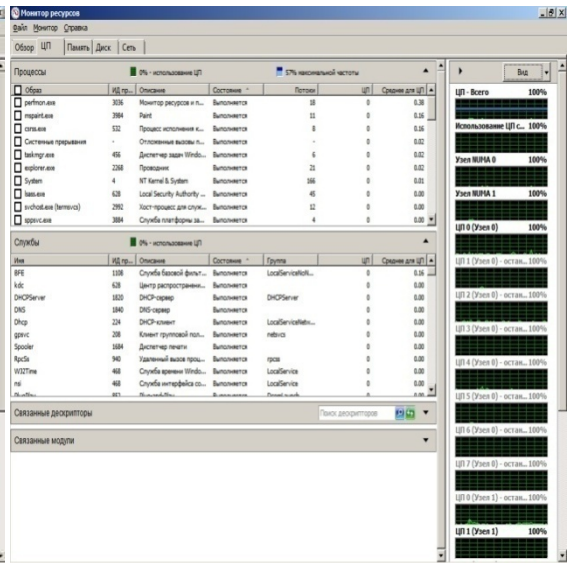 Монитор ресурсов
Файл Монитор Справка
Обзор ЦП Память Диск Сеть
Процессы 0% - использование ЦП 57% максимальной частоты
Образ ИД пр... Описание Состояние Потоки ЦП Среднее для ЦП
perfmon.exe 3036 Монитор ресурсов и п... Выполняется 18 0 0.38
mspaint.exe 3984 Paint Выполняется 11 0 0.16
csrss.exe 532 Процесс исполнения к... Выполняется 8 0 0.16
Системные прерывания - Отложенные вызовы п... Выполняется - 0 0.02
taskmgr.exe 456 Диспетчер задач Windo... Выполняется 6 0 0.02
explorer.exe 2268 Проводник Выполняется 21 0 0.02
System 4 NT Kernel & System Выполняется 166 0 0.01
lsass.exe 628 Local Security Authority ... Выполняется 45 0 0.00
svchost.exe (termsvcs) 2992 Хост-процесс для служ... Выполняется 12 0 0.00
sppsvc.exe 3884 Служба платформы за... Выполняется 4 0 0.00
Службы 0% - использование ЦП
Имя ИД пр... Описание Состояние Группа ЦП Среднее для ЦП
BFE 1108 Служба базовой фильт... Выполняется LocalServiceNoN... 0 0.16
kdc 628 Центр распространени... Выполняется 0 0.00
DHCPServer 1820 DHCP-сервер Выполняется DHCPServer 0 0.00
DNS 1840 DNS-сервер Выполняется 0 0.00
Dhcp 224 DHCP-клиент Выполняется LocalServiceNetw... 0 0.00
gpsvc 208 Клиент групповой пол... Выполняется netsvcs 0 0.00
Spooler 1684 Диспетчер печати Выполняется 0 0.00
RpcSs 940 Удаленный вызов проц... Выполняется rpcss 0 0.00
W32Time 468 Служба времени Windo... Выполняется LocalService 0 0.00
nsi 468 Служба интерфейса со... Выполняется LocalService 0 0.00
Связанные дескрипторы Поиск дескрипторов
Связанные модули
Вид
ЦП - Всего 100%
Использование ЦП с... 100%
Узел NUMA 0 100%
Узел NUMA 1 100%
ЦП 0 (Узел 0) 100%
ЦП 1 (Узел 0) - остан... 100%
ЦП 2 (Узел 0) - остан... 100%
ЦП 3 (Узел 0) - остан... 100%
ЦП 4 (Узел 0) - остан... 100%
ЦП 5 (Узел 0) - остан... 100%
ЦП 6 (Узел 0) - остан... 100%
ЦП 7 (Узел 0) - остан... 100%
ЦП 0 (Узел 1) - остан... 100%
ЦП 1 (Узел 1) 100%